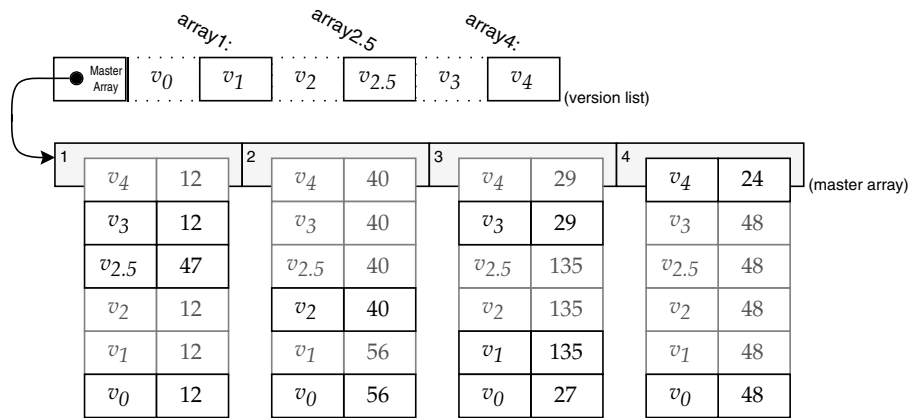 array1: array2.5 array4:
Master Array v0 v1 v2 v2.5 v3 v4
(version list)
1 2 3 4
v4 12 v4 40 v4 29 v4 24
(master array)
v3 12 v3 40 v3 29 v3 48
v2.5 47 v2.5 40 v2.5 135 v2.5 48
v2 12 v2 40 v2 135 v2 48
v1 12 v1 56 v1 135 v1 48
v0 12 v0 56 v0 27 v0 48